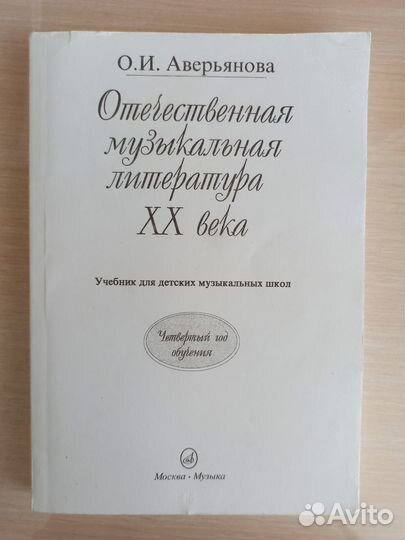 О.И. Аверьянова
Отечественная
музыкальная
литература
XX века
Учебник для детских музыкальных школ
Четвертый год
обучения
Москва · Музыка
Avito